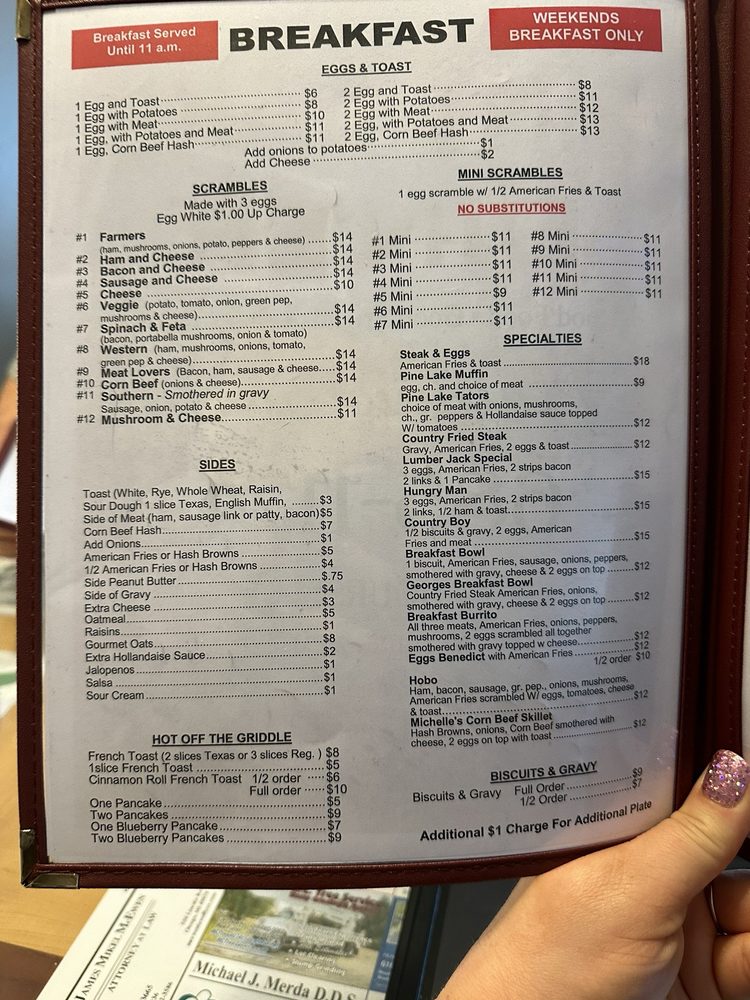 Breakfast Served
Until 11 a.m.
BREAKFAST
WEEKENDS
BREAKFAST ONLY
EGGS & TOAST
1 Egg and Toast $6
1 Egg with Potatoes $8
1 Egg with Meat $10
1 Egg, with Potatoes and Meat $11
1 Egg, Corn Beef Hash $11
2 Egg and Toast $8
2 Egg with Potatoes $11
2 Egg with Meat $12
2 Egg, with Potatoes and Meat $13
2 Egg, Corn Beef Hash $13
Add onions to potatoes $1
Add Cheese $2
SCRAMBLES
Made with 3 eggs
Egg White $1.00 Up Charge
#1 Farmers
(ham, mushrooms, onions, potato, peppers & cheese) $14
#2 Ham and Cheese $14
#3 Bacon and Cheese $14
#4 Sausage and Cheese $14
#5 Cheese $10
#6 Veggie (potato, tomato, onion, green pep,
mushrooms & cheese) $14
#7 Spinach & Feta $14
(bacon, portabella mushrooms, onion & tomato)
#8 Western (ham, mushrooms, onions, tomato,
green pep & cheese) $14
#9 Meat Lovers (Bacon, ham, sausage & cheese $14
#10 Corn Beef (onions & cheese) $14
#11 Southern - Smothered in gravy
Sausage, onion, potato & cheese $14
#12 Mushroom & Cheese $11
SIDES
Toast (White, Rye, Whole Wheat, Raisin,
Sour Dough 1 slice Texas, English Muffin, $3
Side of Meat (ham, sausage link or patty, bacon) $5
Corn Beef Hash $7
Add Onions $1
American Fries or Hash Browns $5
1/2 American Fries or Hash Browns $4
Side Peanut Butter $.75
Side of Gravy $4
Extra Cheese $3
Oatmeal $5
Raisins $1
Gourmet Oats $8
Extra Hollandaise Sauce $2
Jalopenos $1
Salsa $1
Sour Cream $1
HOT OFF THE GRIDDLE
French Toast (2 slices Texas or 3 slices Reg. ) $8
1slice French Toast $5
Cinnamon Roll French Toast 1/2 order $6
Full order $10
One Pancake $5
Two Pancakes $9
One Blueberry Pancake $7
Two Blueberry Pancakes $9
MINI SCRAMBLES
1 egg scramble w/ 1/2 American Fries & Toast
NO SUBSTITUTIONS
#1 Mini $11
#2 Mini $11
#3 Mini $11
#4 Mini $11
#5 Mini $9
#6 Mini $11
#7 Mini $11
#8 Mini $11
#9 Mini $11
#10 Mini $11
#11 Mini $11
#12 Mini $11
SPECIALTIES
Steak & Eggs
American Fries & toast $18
Pine Lake Muffin
egg, ch. and choice of meat $9
Pine Lake Tators
choice of meat with onions, mushrooms,
ch., gr. peppers & Hollandaise sauce topped
W/ tomatoes $12
Country Fried Steak
Gravy, American Fries, 2 eggs & toast $12
Lumber Jack Special
3 eggs, American Fries, 2 strips bacon
2 links & 1 Pancake $15
Hungry Man
3 eggs, American Fries, 2 strips bacon
2 links, 1/2 ham & toast $15
Country Boy
1/2 biscuits & gravy, 2 eggs, American
Fries and meat $15
Breakfast Bowl
1 biscuit, American Fries, sausage, onions, peppers,
smothered with gravy, cheese & 2 eggs on top $12
Georges Breakfast Bowl
Country Fried Steak American Fries, onions,
smothered with gravy, cheese & 2 eggs on top $12
Breakfast Burrito
All three meats, American Fries, onions, peppers,
mushrooms, 2 eggs scrambled all together
smothered with gravy topped w cheese $12
Eggs Benedict with American Fries $12
1/2 order $10
Hobo
Ham, bacon, sausage, gr. pep., onions, mushrooms,
American Fries scrambled W/ eggs, tomatoes, cheese
& toast $12
Michelle's Corn Beef Skillet
Hash Browns, onions, Corn Beef smothered with $12
cheese, 2 eggs on top with toast
BISCUITS & GRAVY
Biscuits & Gravy Full Order $9
1/2 Order $7
Additional $1 Charge For Additional Plate
JAMES MIKEL MCEWEN
ATTORNEY AT LAW
Michael J. Merda D.D.S.